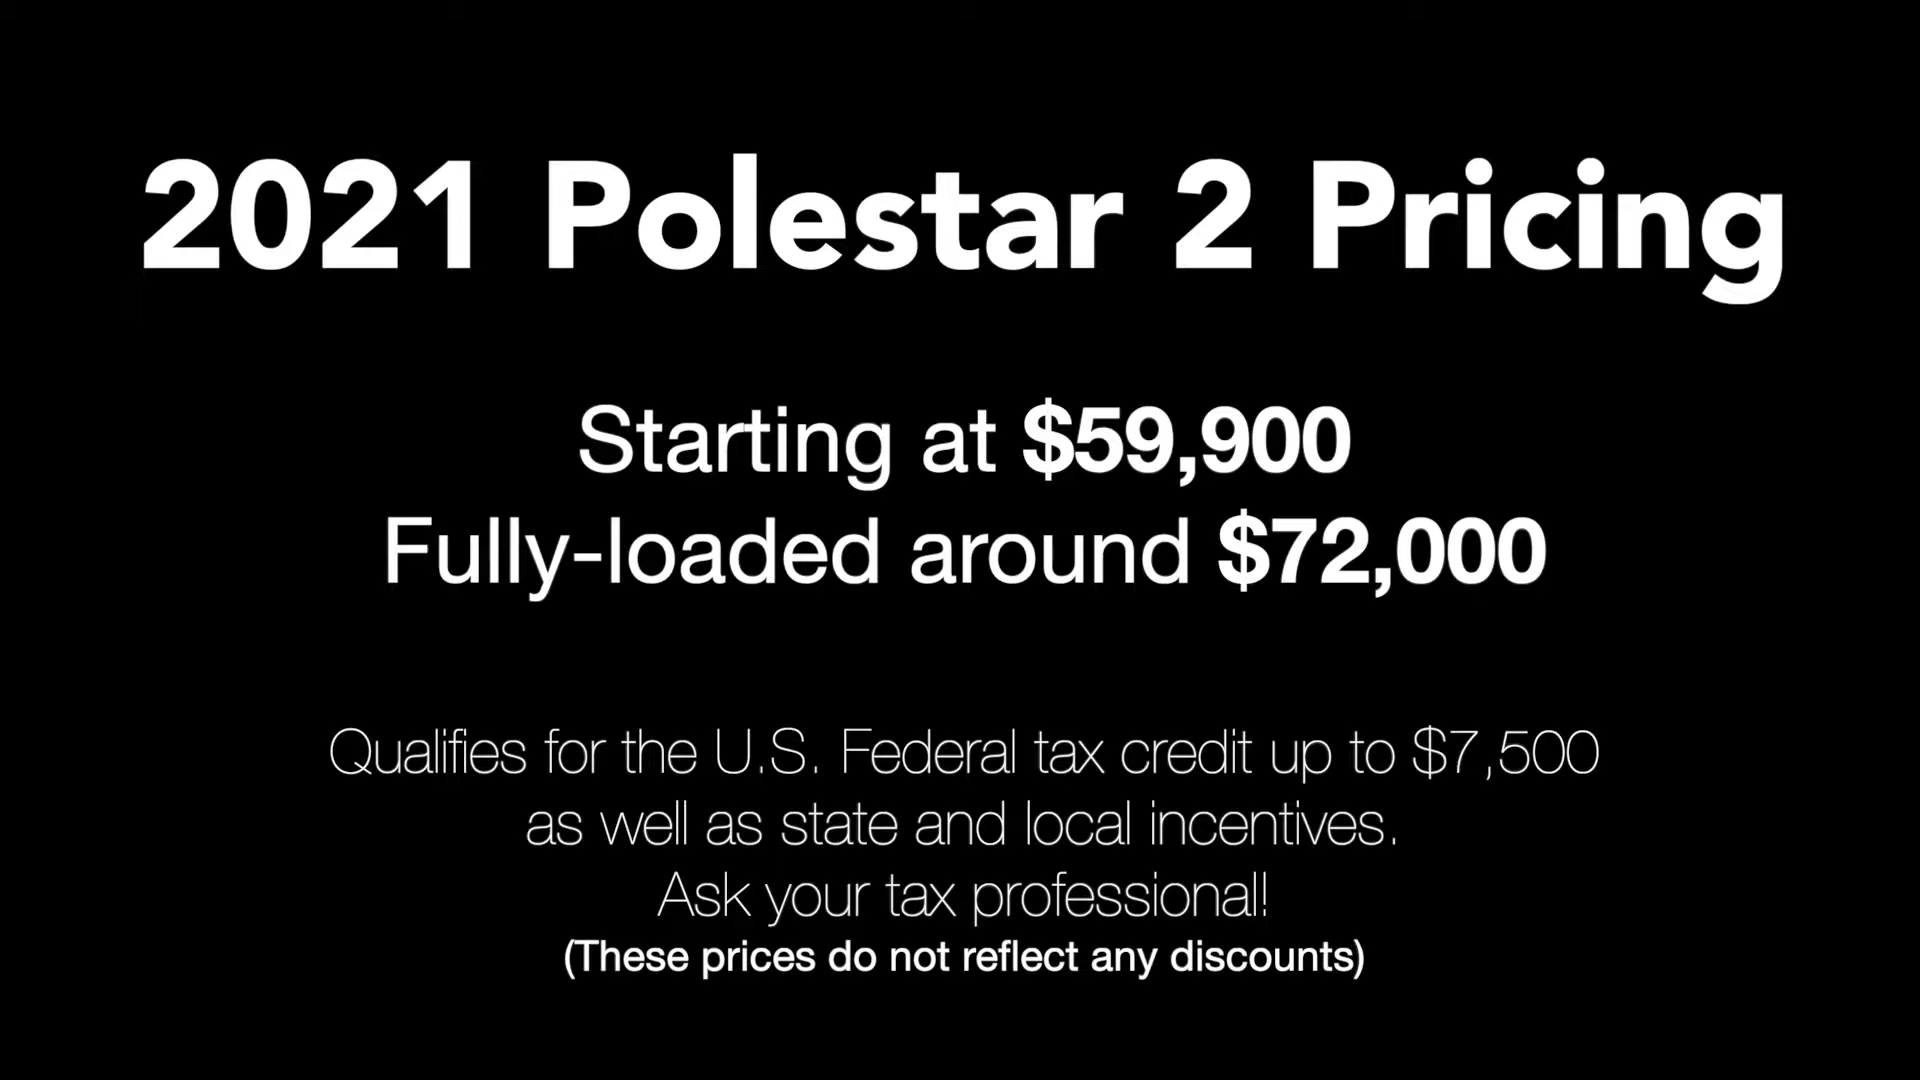 2021 Polestar 2 Pricing
Starting at $59,900
Fully-loaded around $72,000
Qualifies for the U.S. Federal tax credit up to $7,500
as well as state and local incentives.
Ask your tax professional!
(These prices do not reflect any discounts)